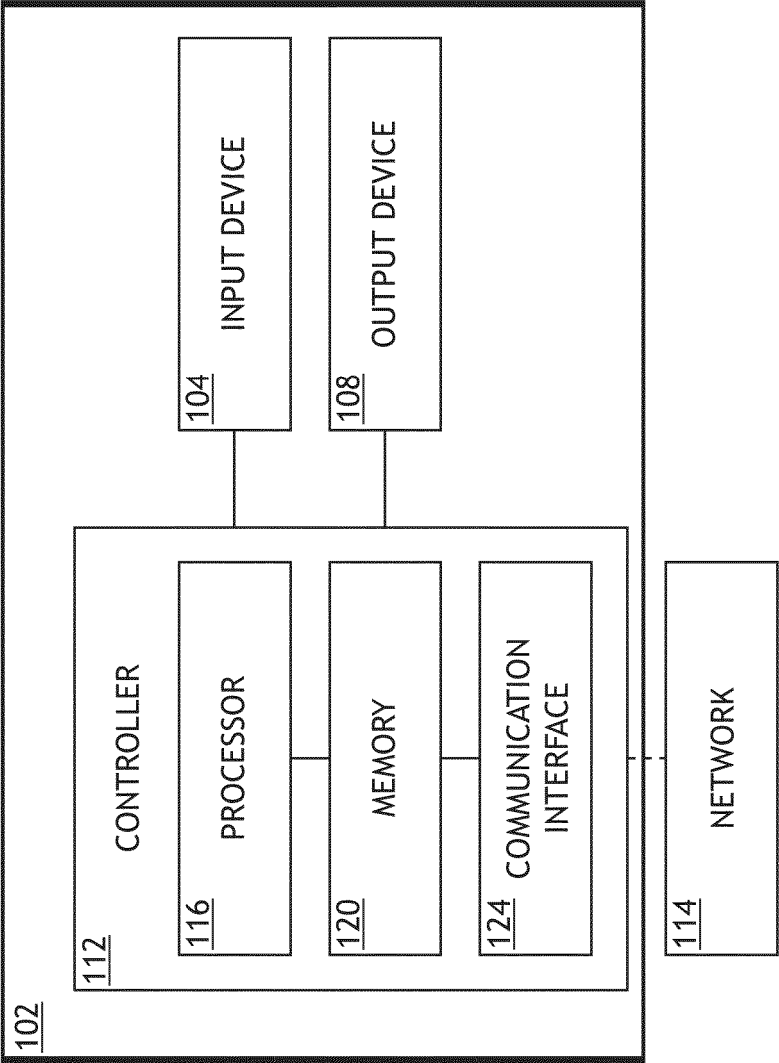 102
112
CONTROLLER
116
PROCESSOR
120
MEMORY
124
COMMUNICATION
INTERFACE
104
INPUT DEVICE
108
OUTPUT DEVICE
114
NETWORK